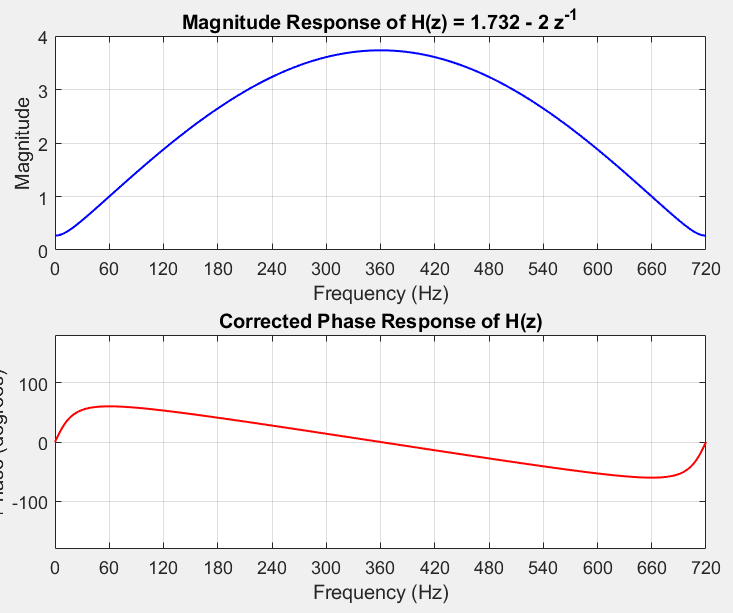 Magnitude Response of H(z) = 1.732 - 2 z^-1
Magnitude
4
3
2
1
0
0 60 120 180 240 300 360 420 480 540 600 660 720
Frequency (Hz)
Corrected Phase Response of H(z)
100
0
-100
0 60 120 180 240 300 360 420 480 540 600 660 720
Frequency (Hz)